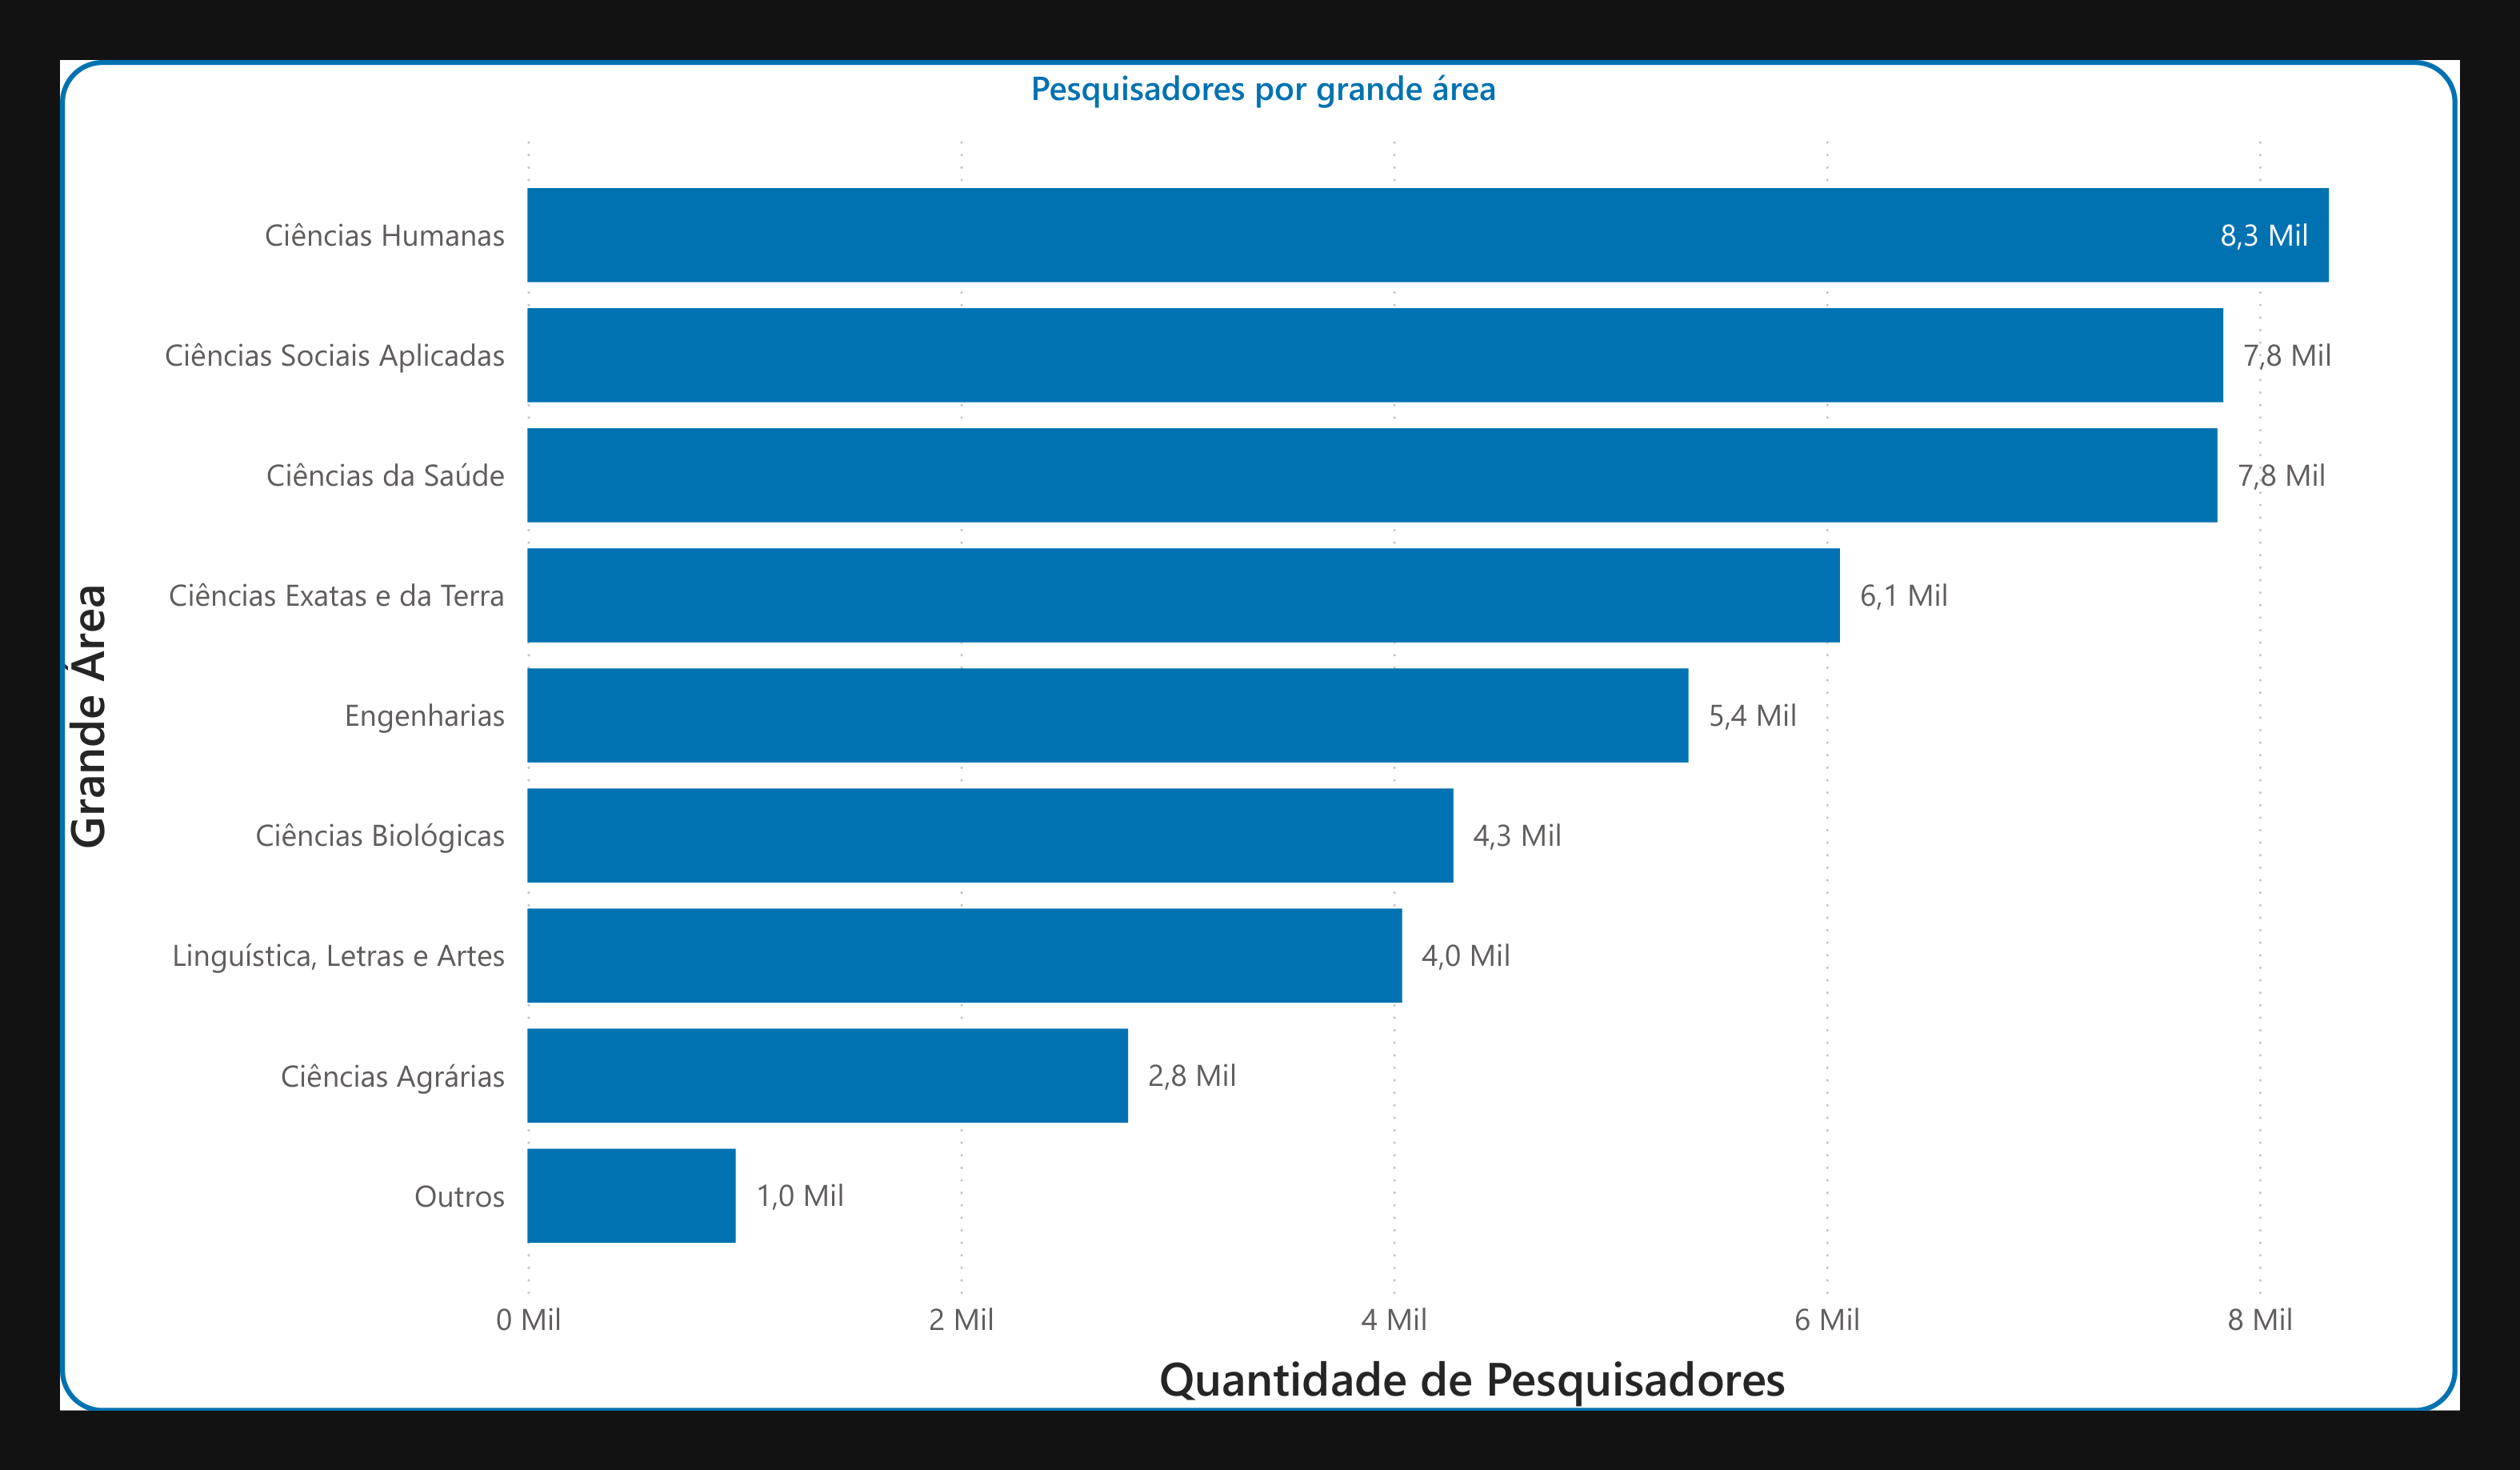 Pesquisadores por grande área
Ciências Humanas 8,3 Mil
Ciências Sociais Aplicadas 7,8 Mil
Ciências da Saúde 7,8 Mil
Ciências Exatas e da Terra 6,1 Mil
Engenharias 5,4 Mil
Ciências Biológicas 4,3 Mil
Linguística, Letras e Artes 4,0 Mil
Ciências Agrárias 2,8 Mil
Outros 1,0 Mil
Grande Área
0 Mil 2 Mil 4 Mil 6 Mil 8 Mil
Quantidade de Pesquisadores